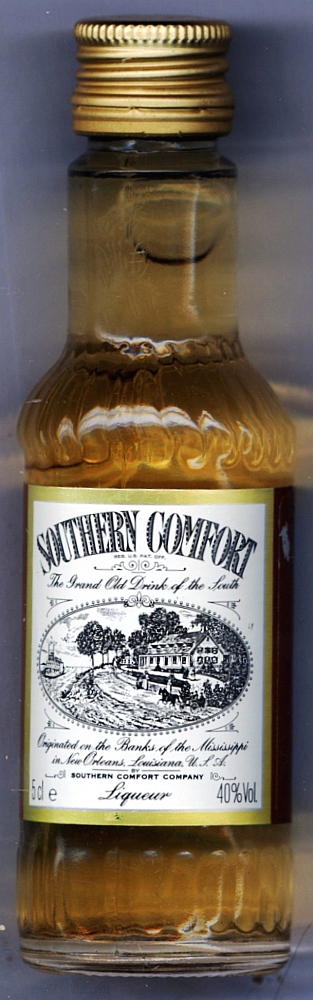 SOUTHERN COMFORT
REG. U.S. PAT. OFF.
The Grand Old Drink of the South
Originated on the Banks of the Mississippi
in New Orleans, Louisiana, U.S.A.
BY
SOUTHERN COMFORT COMPANY
5 cl e Liqueur 40%Vol.